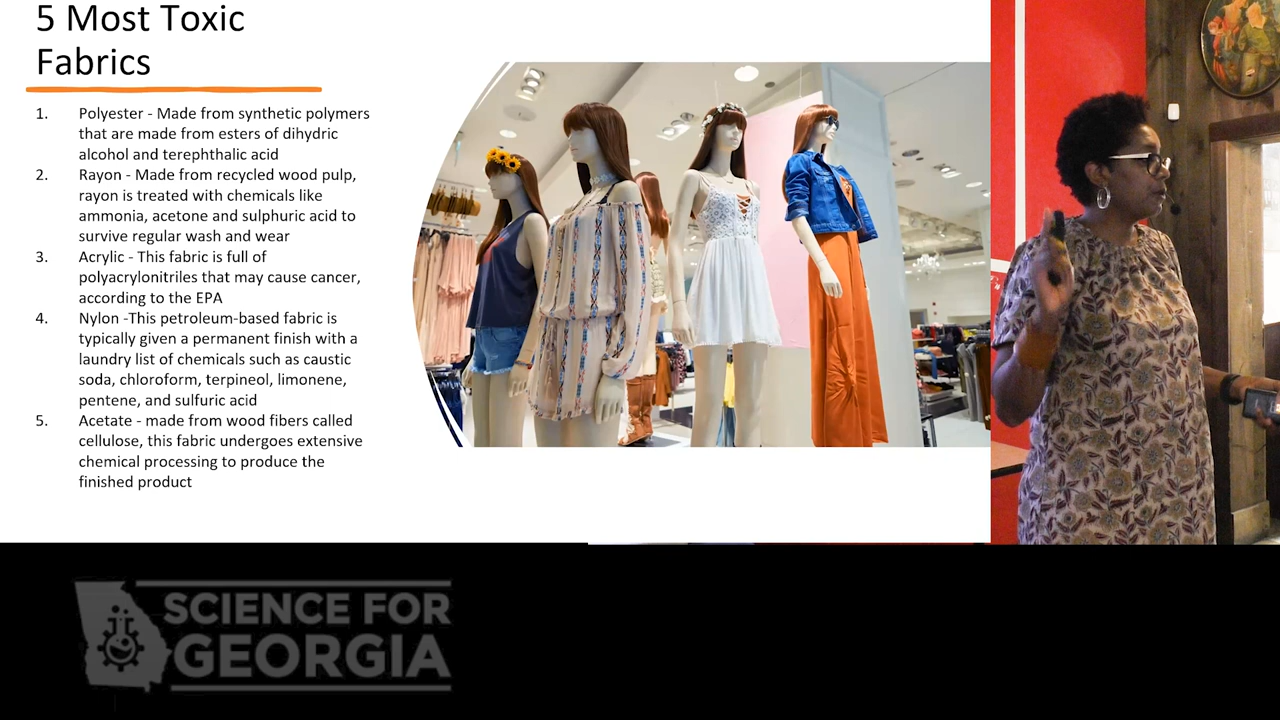 5 Most Toxic
Fabrics
1. Polyester - Made from synthetic polymers
that are made from esters of dihydric
alcohol and terephthalic acid
2. Rayon - Made from recycled wood pulp,
rayon is treated with chemicals like
ammonia, acetone and sulphuric acid to
survive regular wash and wear
3. Acrylic - This fabric is full of
polyacrylonitriles that may cause cancer,
according to the EPA
4. Nylon -This petroleum-based fabric is
typically given a permanent finish with a
laundry list of chemicals such as caustic
soda, chloroform, terpineol, limonene,
pentene, and sulfuric acid
5. Acetate - made from wood fibers called
cellulose, this fabric undergoes extensive
chemical processing to produce the
finished product
SCIENCE FOR
GEORGIA